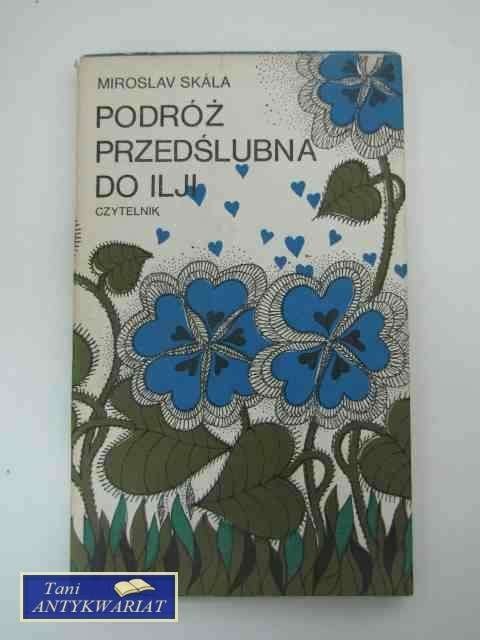 MIROSLAV SKÁLA
PODRÓŻ
PRZEDŚLUBNA
DO ILJI
CZYTELNIK
Tani
ANTYKWARIAT